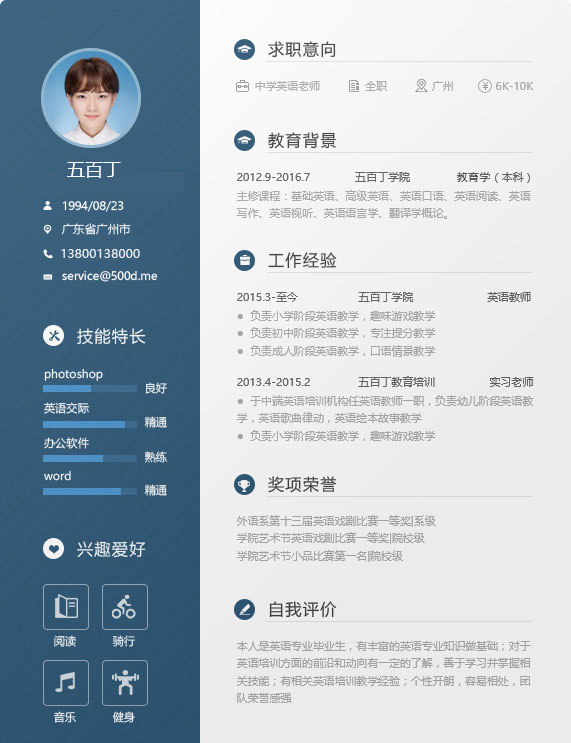 五百丁
1994/08/23
广东省广州市
13800138000
service@500d.me
技能特长
photoshop
良好
英语交际
精通
办公软件
熟练
word
精通
兴趣爱好
阅读
骑行
音乐
健身
求职意向
中学英语老师 全职 广州 6K-10K
教育背景
2012.9-2016.7 五百丁学院 教育学（本科）
主修课程：基础英语、高级英语、英语口语、英语阅读、英语
写作、英语视听、英语语言学、翻译学概论。
工作经验
2015.3-至今 五百丁学院 英语教师
● 负责小学阶段英语教学，趣味游戏教学
● 负责初中阶段英语教学，专注提分教学
● 负责成人阶段英语教学，口语情景教学
2013.4-2015.2 五百丁教育培训 实习老师
● 于中端英语培训机构任英语教师一职，负责幼儿阶段英语教
学，英语歌曲律动，英语绘本故事教学
● 负责小学阶段英语教学，趣味游戏教学
奖项荣誉
外语系第十三届英语戏剧比赛一等奖|系级
学院艺术节英语戏剧比赛一等奖|院校级
学院艺术节小品比赛第一名|院校级
自我评价
本人是英语专业毕业生，有丰富的英语专业知识做基础；对于
英语培训方面的前沿和动向有一定的了解，善于学习并掌握相
关技能；有相关英语培训教学经验；个性开朗，容易相处，团
队荣誉感强